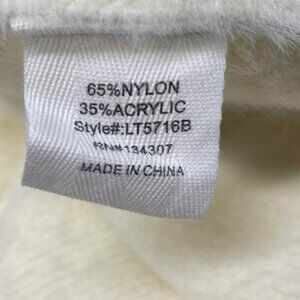 65%NYLON
35%ACRYLIC
Style#:LT5716B
RN#134307
MADE IN CHINA